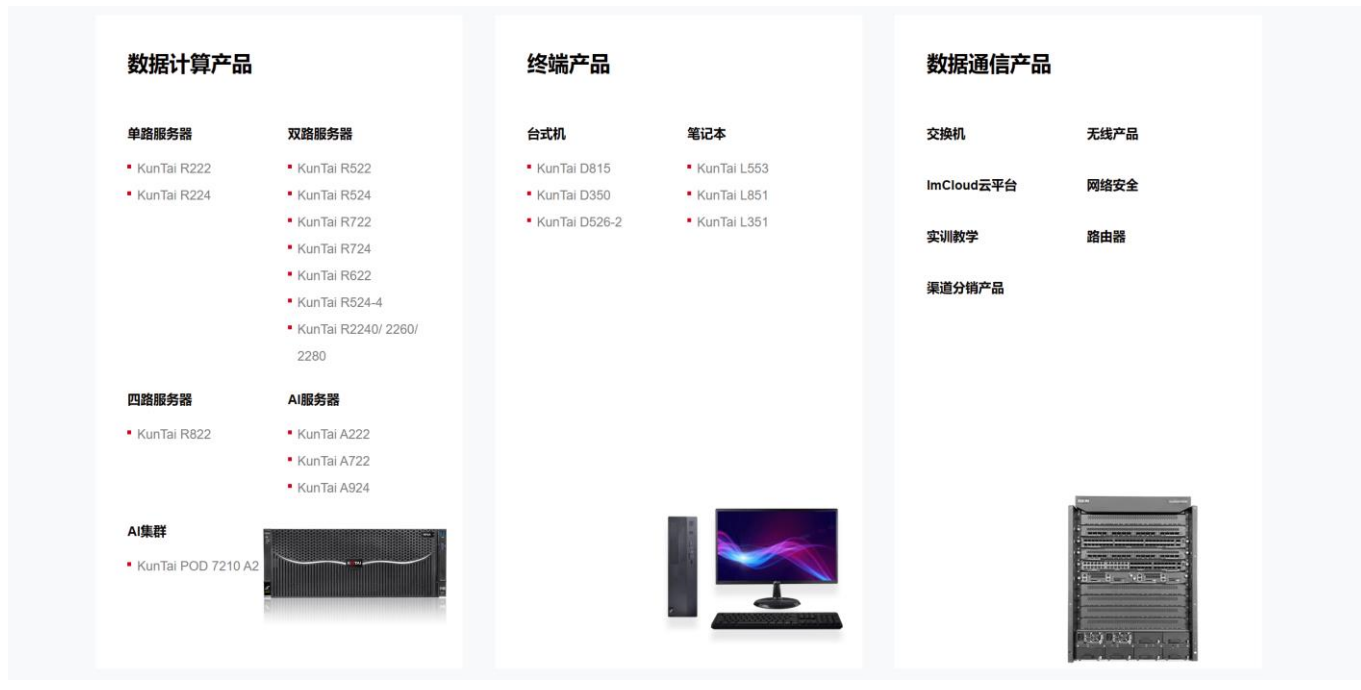 数据计算产品
单路服务器
KunTai R222
KunTai R224
双路服务器
KunTai R522
KunTai R524
KunTai R722
KunTai R724
KunTai R622
KunTai R524-4
KunTai R2240/ 2260/
2280
四路服务器
KunTai R822
AI服务器
KunTai A222
KunTai A722
KunTai A924
AI集群
KunTai POD 7210 A2
终端产品
台式机
KunTai D815
KunTai D350
KunTai D526-2
笔记本
KunTai L553
KunTai L851
KunTai L351
数据通信产品
交换机
无线产品
ImCloud云平台
网络安全
实训教学
路由器
渠道分销产品